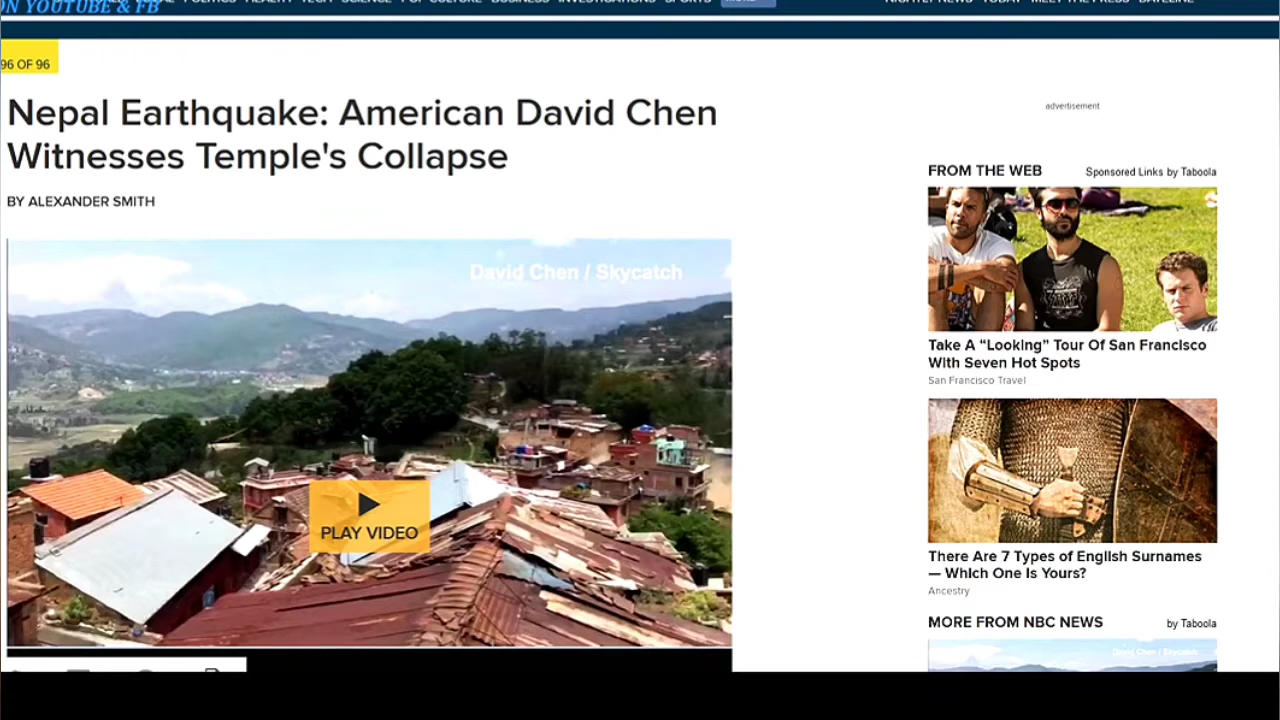 ON YOUTUBE & FB
POLITICS HEALTH TECH SCIENCE POP CULTURE BUSINESS INVESTIGATIONS SPORTS MORE NIGHTLY NEWS TODAY MEET THE PRESS DATELINE
96 OF 96
Nepal Earthquake: American David Chen
Witnesses Temple's Collapse
BY ALEXANDER SMITH
David Chen / Skycatch
PLAY VIDEO
advertisement
FROM THE WEB Sponsored Links by Taboola
Take A “Looking” Tour Of San Francisco
With Seven Hot Spots
San Francisco Travel
There Are 7 Types of English Surnames
— Which One Is Yours?
Ancestry
MORE FROM NBC NEWS by Taboola
David Chen / Skycatch